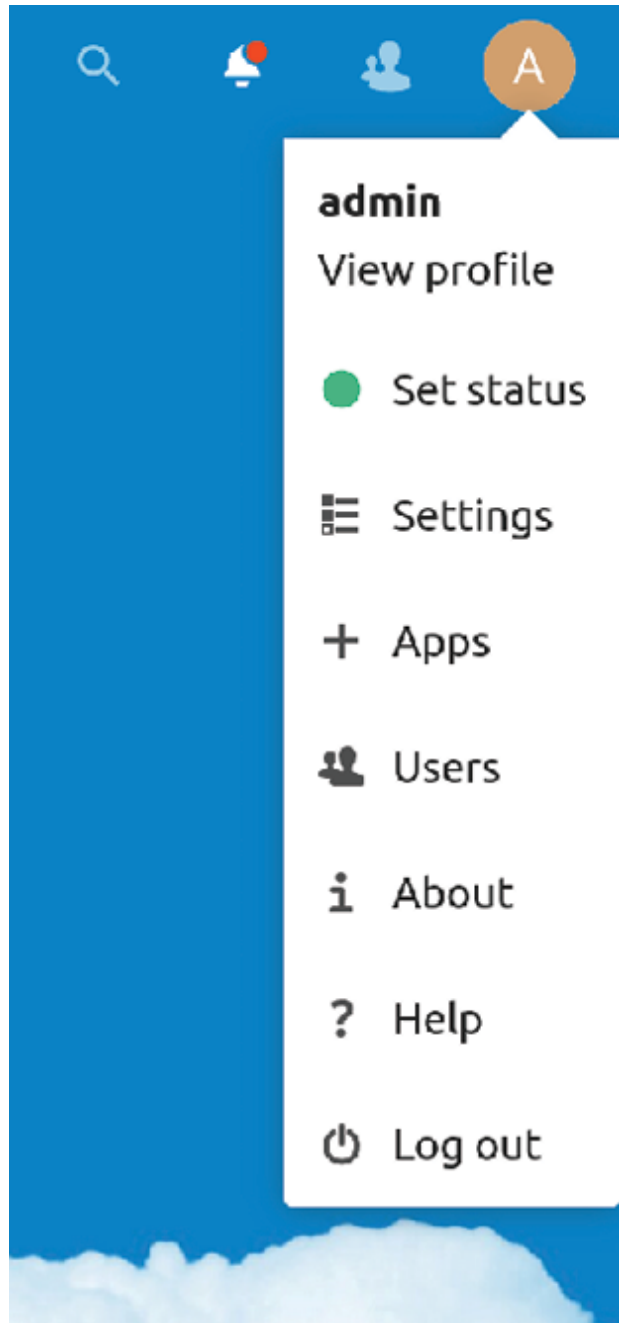 A
admin
View profile
Set status
Settings
Apps
Users
About
Help
Log out